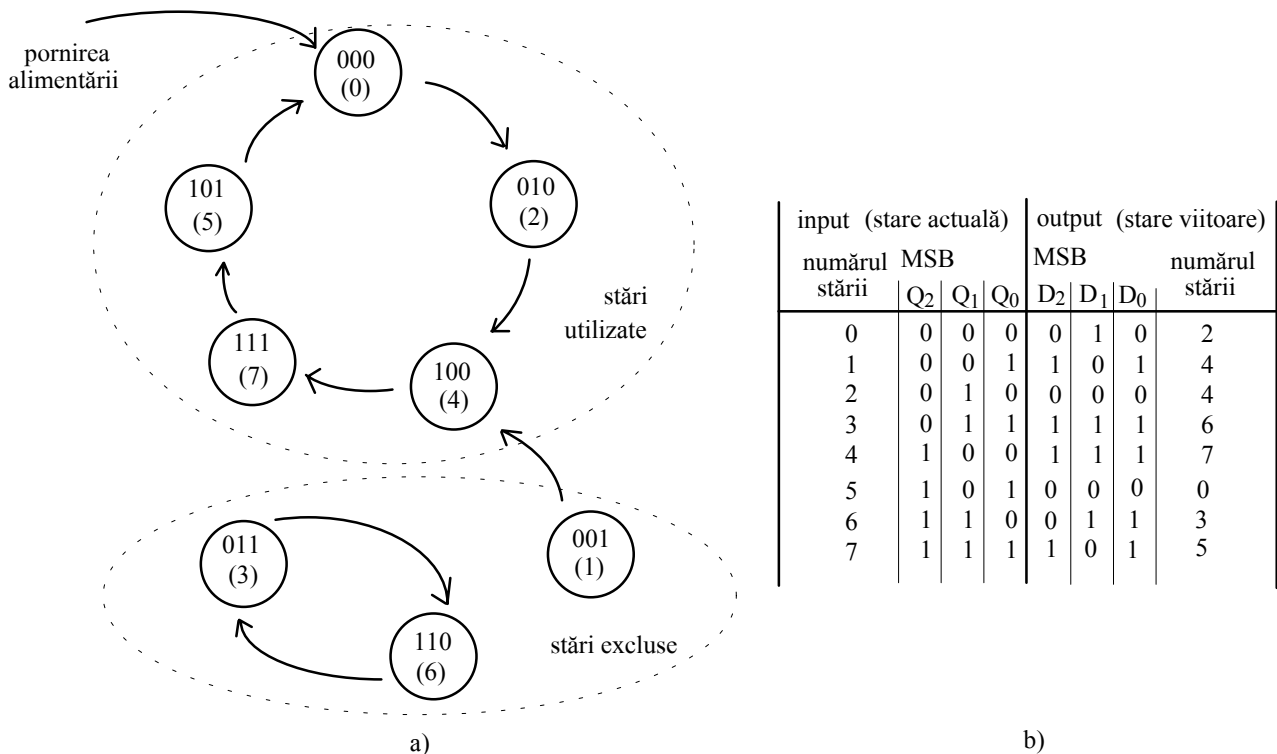 pornirea
alimentării
000
(0)
101
(5)
010
(2)
111
(7)
100
(4)
stări
utilizate
011
(3)
001
(1)
110
(6)
stări excluse
a)
input (stare actuală) output (stare viitoare)
numărul MSB MSB numărul
stării Q2 Q1 Q0 D2 D1 D0 stării
0 0 0 0 0 1 0 2
1 0 0 1 1 0 1 4
2 0 1 0 0 0 0 4
3 0 1 1 1 1 1 6
4 1 0 0 1 1 1 7
5 1 0 1 0 0 0 0
6 1 1 0 0 1 1 3
7 1 1 1 1 0 1 5
b)